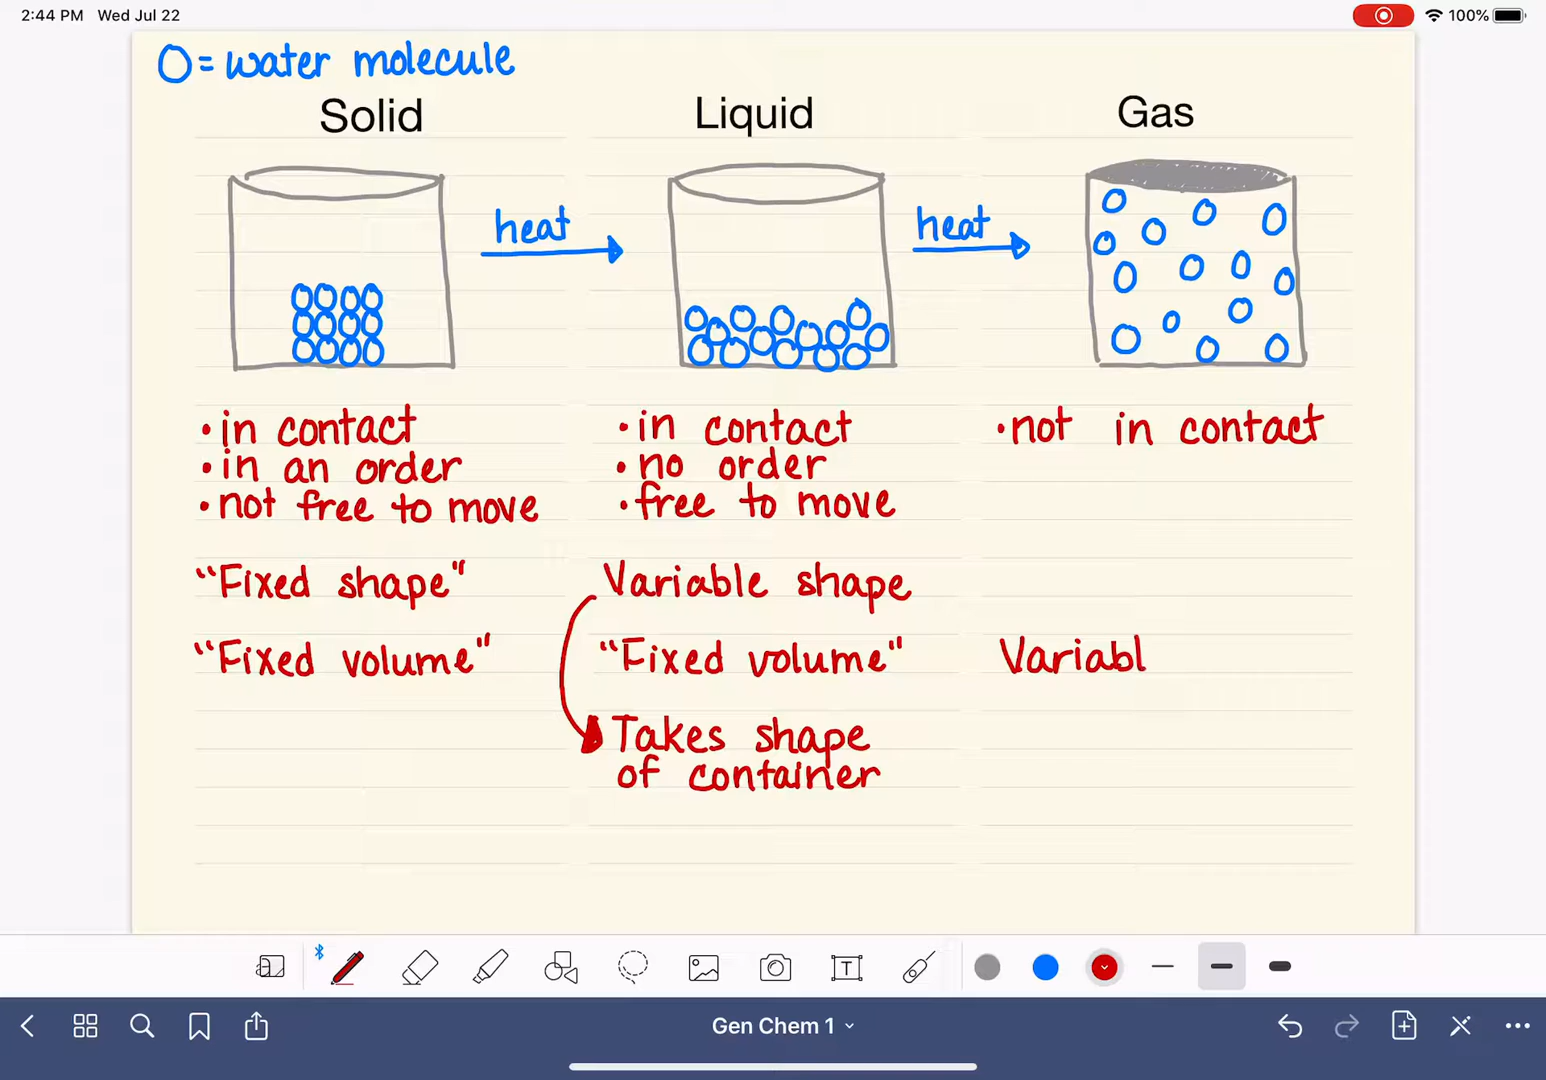 2:44 PM Wed Jul 22
100%
O = water molecule
Solid
Liquid
Gas
heat
heat
• in contact
• in an order
• not free to move
"Fixed shape"
"Fixed volume"
• in contact
• no order
• free to move
Variable shape
"Fixed volume"
Takes shape
of container
• not in contact
Variabl
T
Gen Chem 1